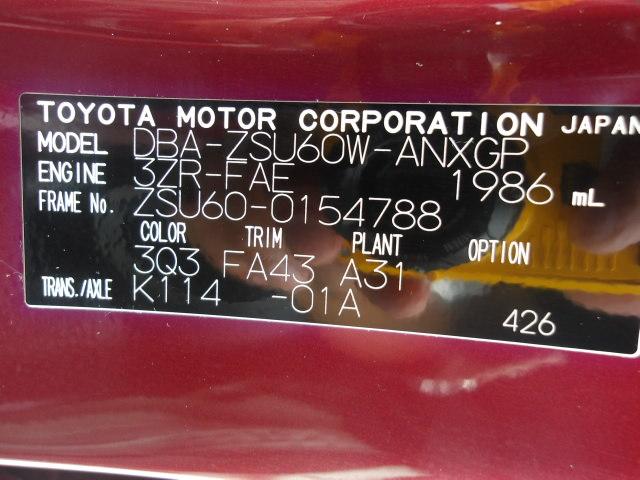 TOYOTA MOTOR CORPORATION JAPAN
MODEL DBA-ZSU60W-ANXGP
ENGINE 3ZR-FAE 1986 mL
FRAME No. ZSU60-0154788
COLOR TRIM PLANT OPTION
3Q3 FA43 A31
TRANS./AXLE K114 -01A
426